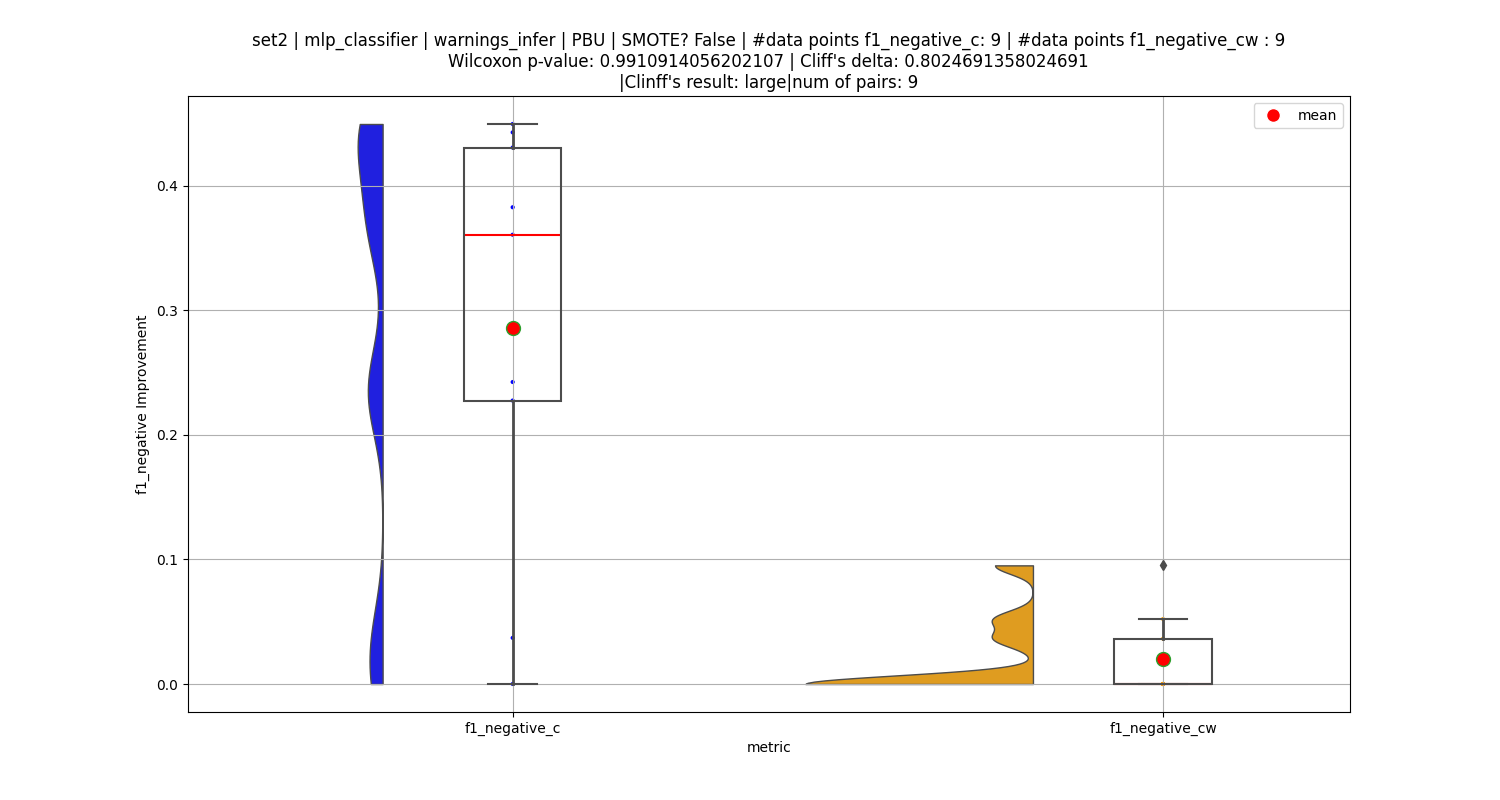 set2 | mlp_classifier | warnings_infer | PBU | SMOTE? False | #data points f1_negative_c: 9 | #data points f1_negative_cw : 9
Wilcoxon p-value: 0.9910914056202107 | Cliff's delta: 0.8024691358024691
|Clinff's result: large|num of pairs: 9
mean
0.4
0.3
0.2
0.1
0.0
f1_negative Improvement
f1_negative_c
f1_negative_cw
metric